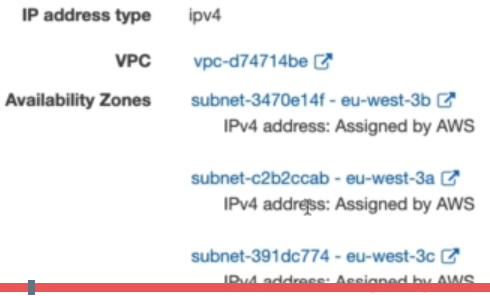 IP address type ipv4
VPC vpc-d74714be
Availability Zones subnet-3470e14f - eu-west-3b
IPv4 address: Assigned by AWS
subnet-c2b2ccab - eu-west-3a
IPv4 address: Assigned by AWS
subnet-391dc774 - eu-west-3c
IPv4 address: Assigned by AWS